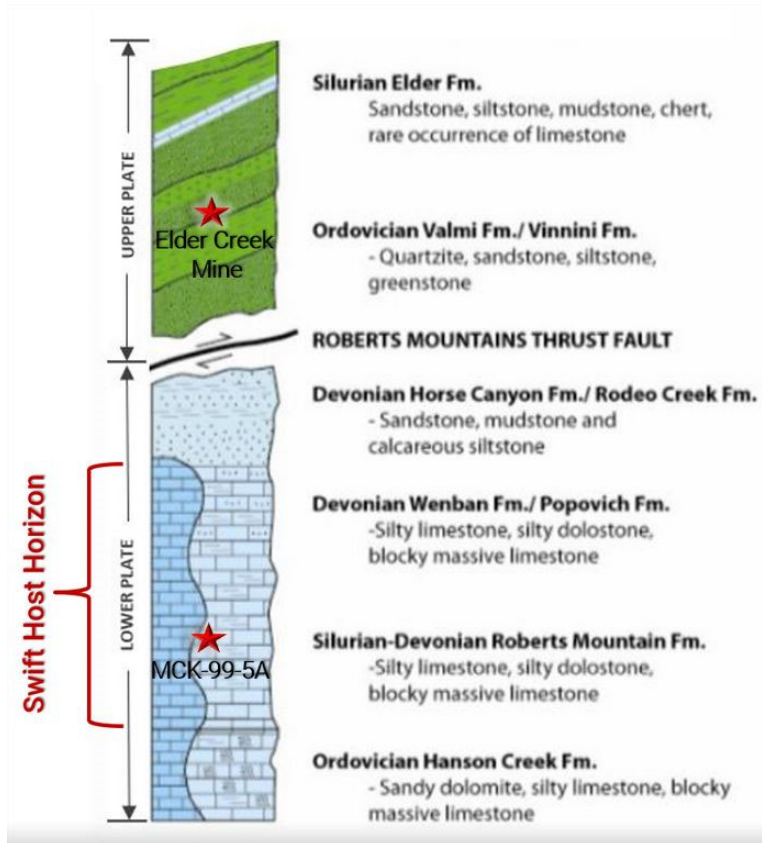 Silurian Elder Fm.
Sandstone, siltstone, mudstone, chert,
rare occurrence of limestone
UPPER PLATE
Elder Creek
Mine
Ordovician Valmi Fm./ Vinnini Fm.
- Quartzite, sandstone, siltstone,
greenstone
ROBERTS MOUNTAINS THRUST FAULT
Devonian Horse Canyon Fm./ Rodeo Creek Fm.
- Sandstone, mudstone and
calcareous siltstone
Swift Host Horizon
LOWER PLATE
Devonian Wenban Fm./ Popovich Fm.
-Silty limestone, silty dolostone,
blocky massive limestone
MCK-99-5A
Silurian-Devonian Roberts Mountain Fm.
-Silty limestone, silty dolostone,
blocky massive limestone
Ordovician Hanson Creek Fm.
- Sandy dolomite, silty limestone, blocky
massive limestone